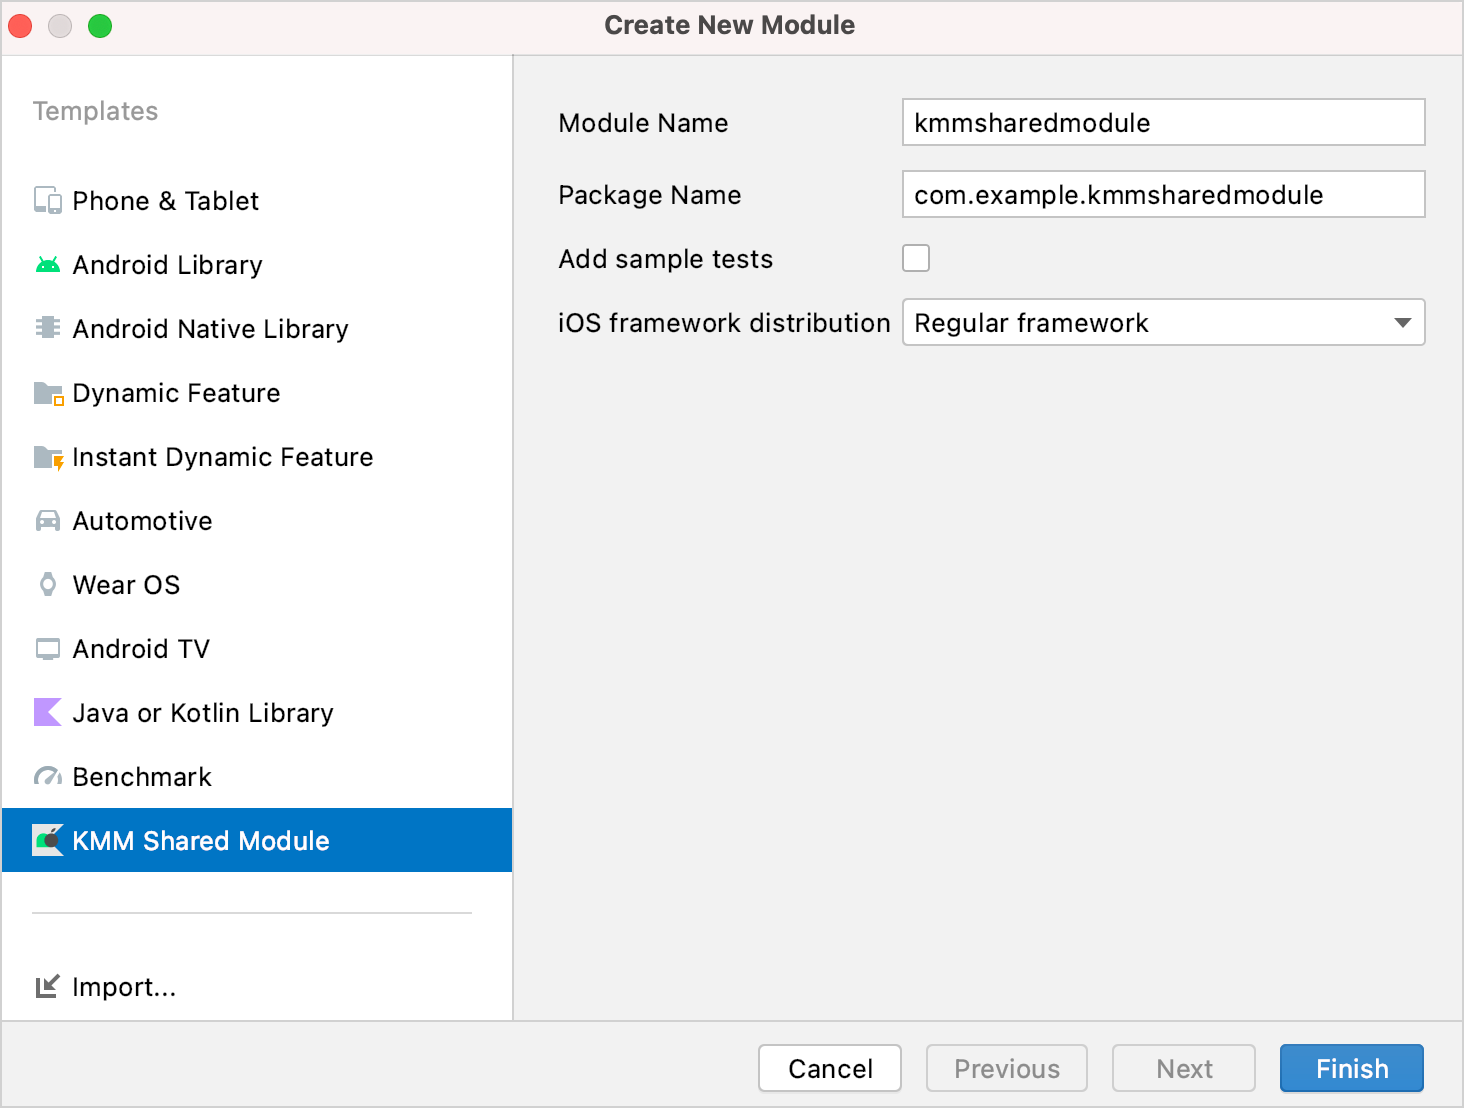 Create New Module
Templates
Phone & Tablet
Android Library
Android Native Library
Dynamic Feature
Instant Dynamic Feature
Automotive
Wear OS
Android TV
Java or Kotlin Library
Benchmark
KMM Shared Module
Import...
Module Name kmmsharedmodule
Package Name com.example.kmmsharedmodule
Add sample tests
iOS framework distribution Regular framework
Cancel Previous Next Finish